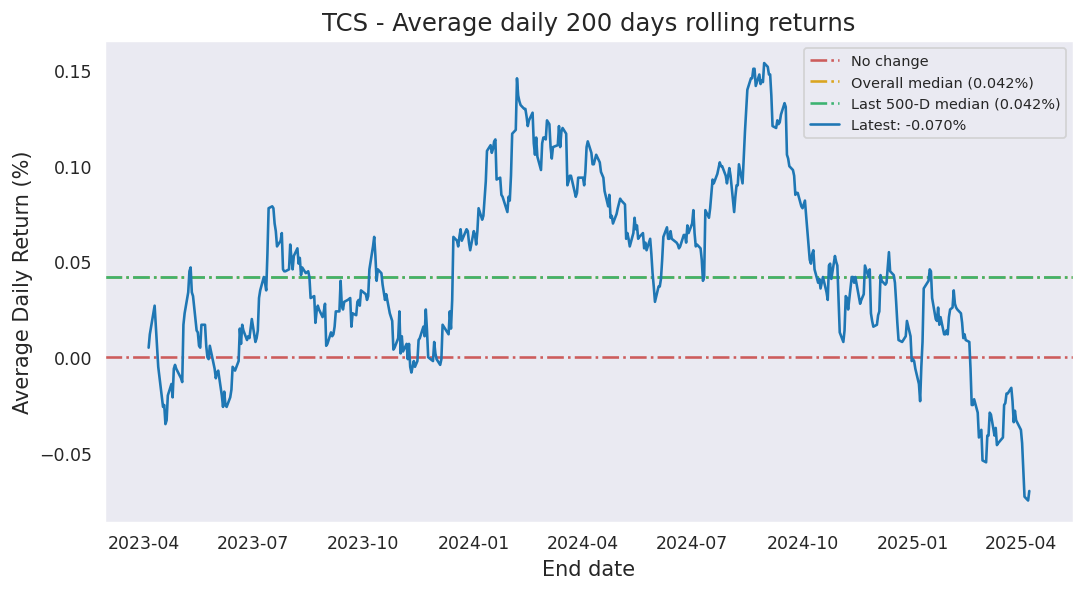 TCS - Average daily 200 days rolling returns
No change
Overall median (0.042%)
Last 500-D median (0.042%)
Latest: -0.070%
Average Daily Return (%)
0.15
0.10
0.05
0.00
−0.05
2023-04
2023-07
2023-10
2024-01
2024-04
2024-07
2024-10
2025-01
2025-04
End date